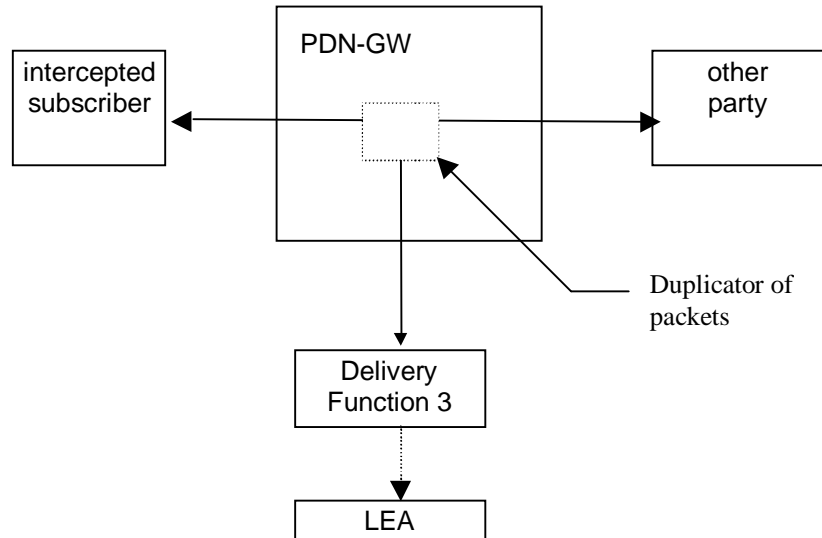 PDN-GW
intercepted
subscriber
other
party
Duplicator of
packets
Delivery
Function 3
LEA